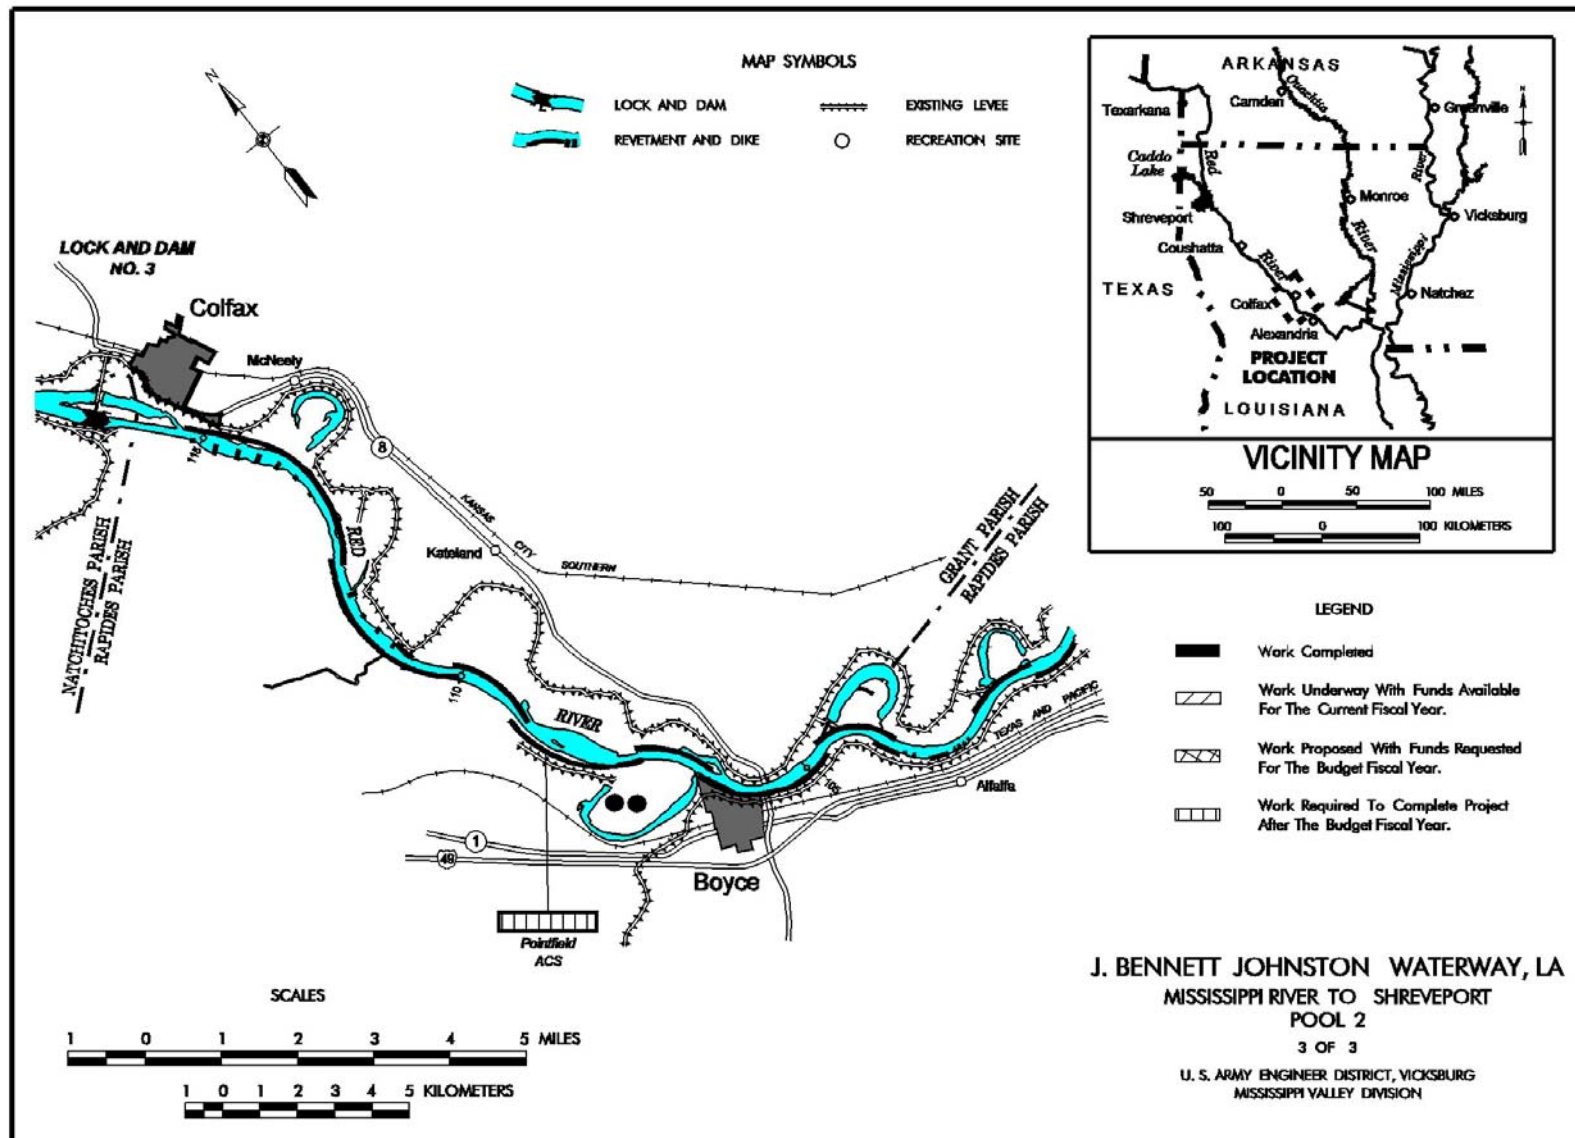 MAP SYMBOLS
LOCK AND DAM
EXISTING LEVEE
REVETMENT AND DIKE
RECREATION SITE
N
LOCK AND DAM
NO. 3
Colfax
McNeely
8
KANSAS CITY SOUTHERN
RED
Kateland
NATCHITOCHES PARISH
RAPIDES PARISH
GRANT PARISH
RAPIDES PARISH
110
RIVER
TEXAS AND PACIFIC
105
Alfalfa
1
49
Boyce
Pointfield
ACS
SCALES
1 0 1 2 3 4 5 MILES
1 0 1 2 3 4 5 KILOMETERS
ARKANSAS
Texarkana
Camden
Ouachita
Greenville
N
Caddo
Lake
Red
River
Monroe
Vicksburg
Shreveport
Coushatta
River
River
Mississippi
TEXAS
Colfax
Natchez
Alexandria
PROJECT
LOCATION
LOUISIANA
VICINITY MAP
50 0 50 100 MILES
100 0 100 KILOMETERS
LEGEND
Work Completed
Work Underway With Funds Available
For The Current Fiscal Year.
Work Proposed With Funds Requested
For The Budget Fiscal Year.
Work Required To Complete Project
After The Budget Fiscal Year.
J. BENNETT JOHNSTON WATERWAY, LA
MISSISSIPPI RIVER TO SHREVEPORT
POOL 2
3 OF 3
U. S. ARMY ENGINEER DISTRICT, VICKSBURG
MISSISSIPPI VALLEY DIVISION